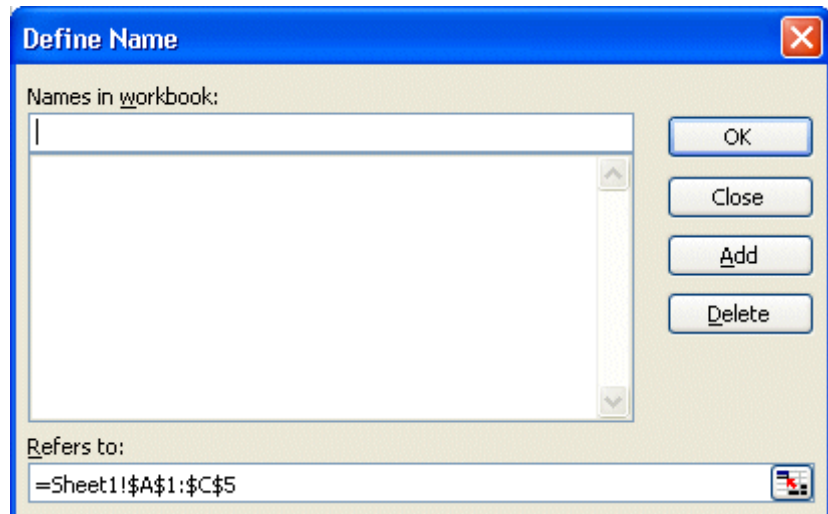 Define Name
Names in workbook:
OK
Close
Add
Delete
Refers to:
=Sheet1!$A$1:$C$5